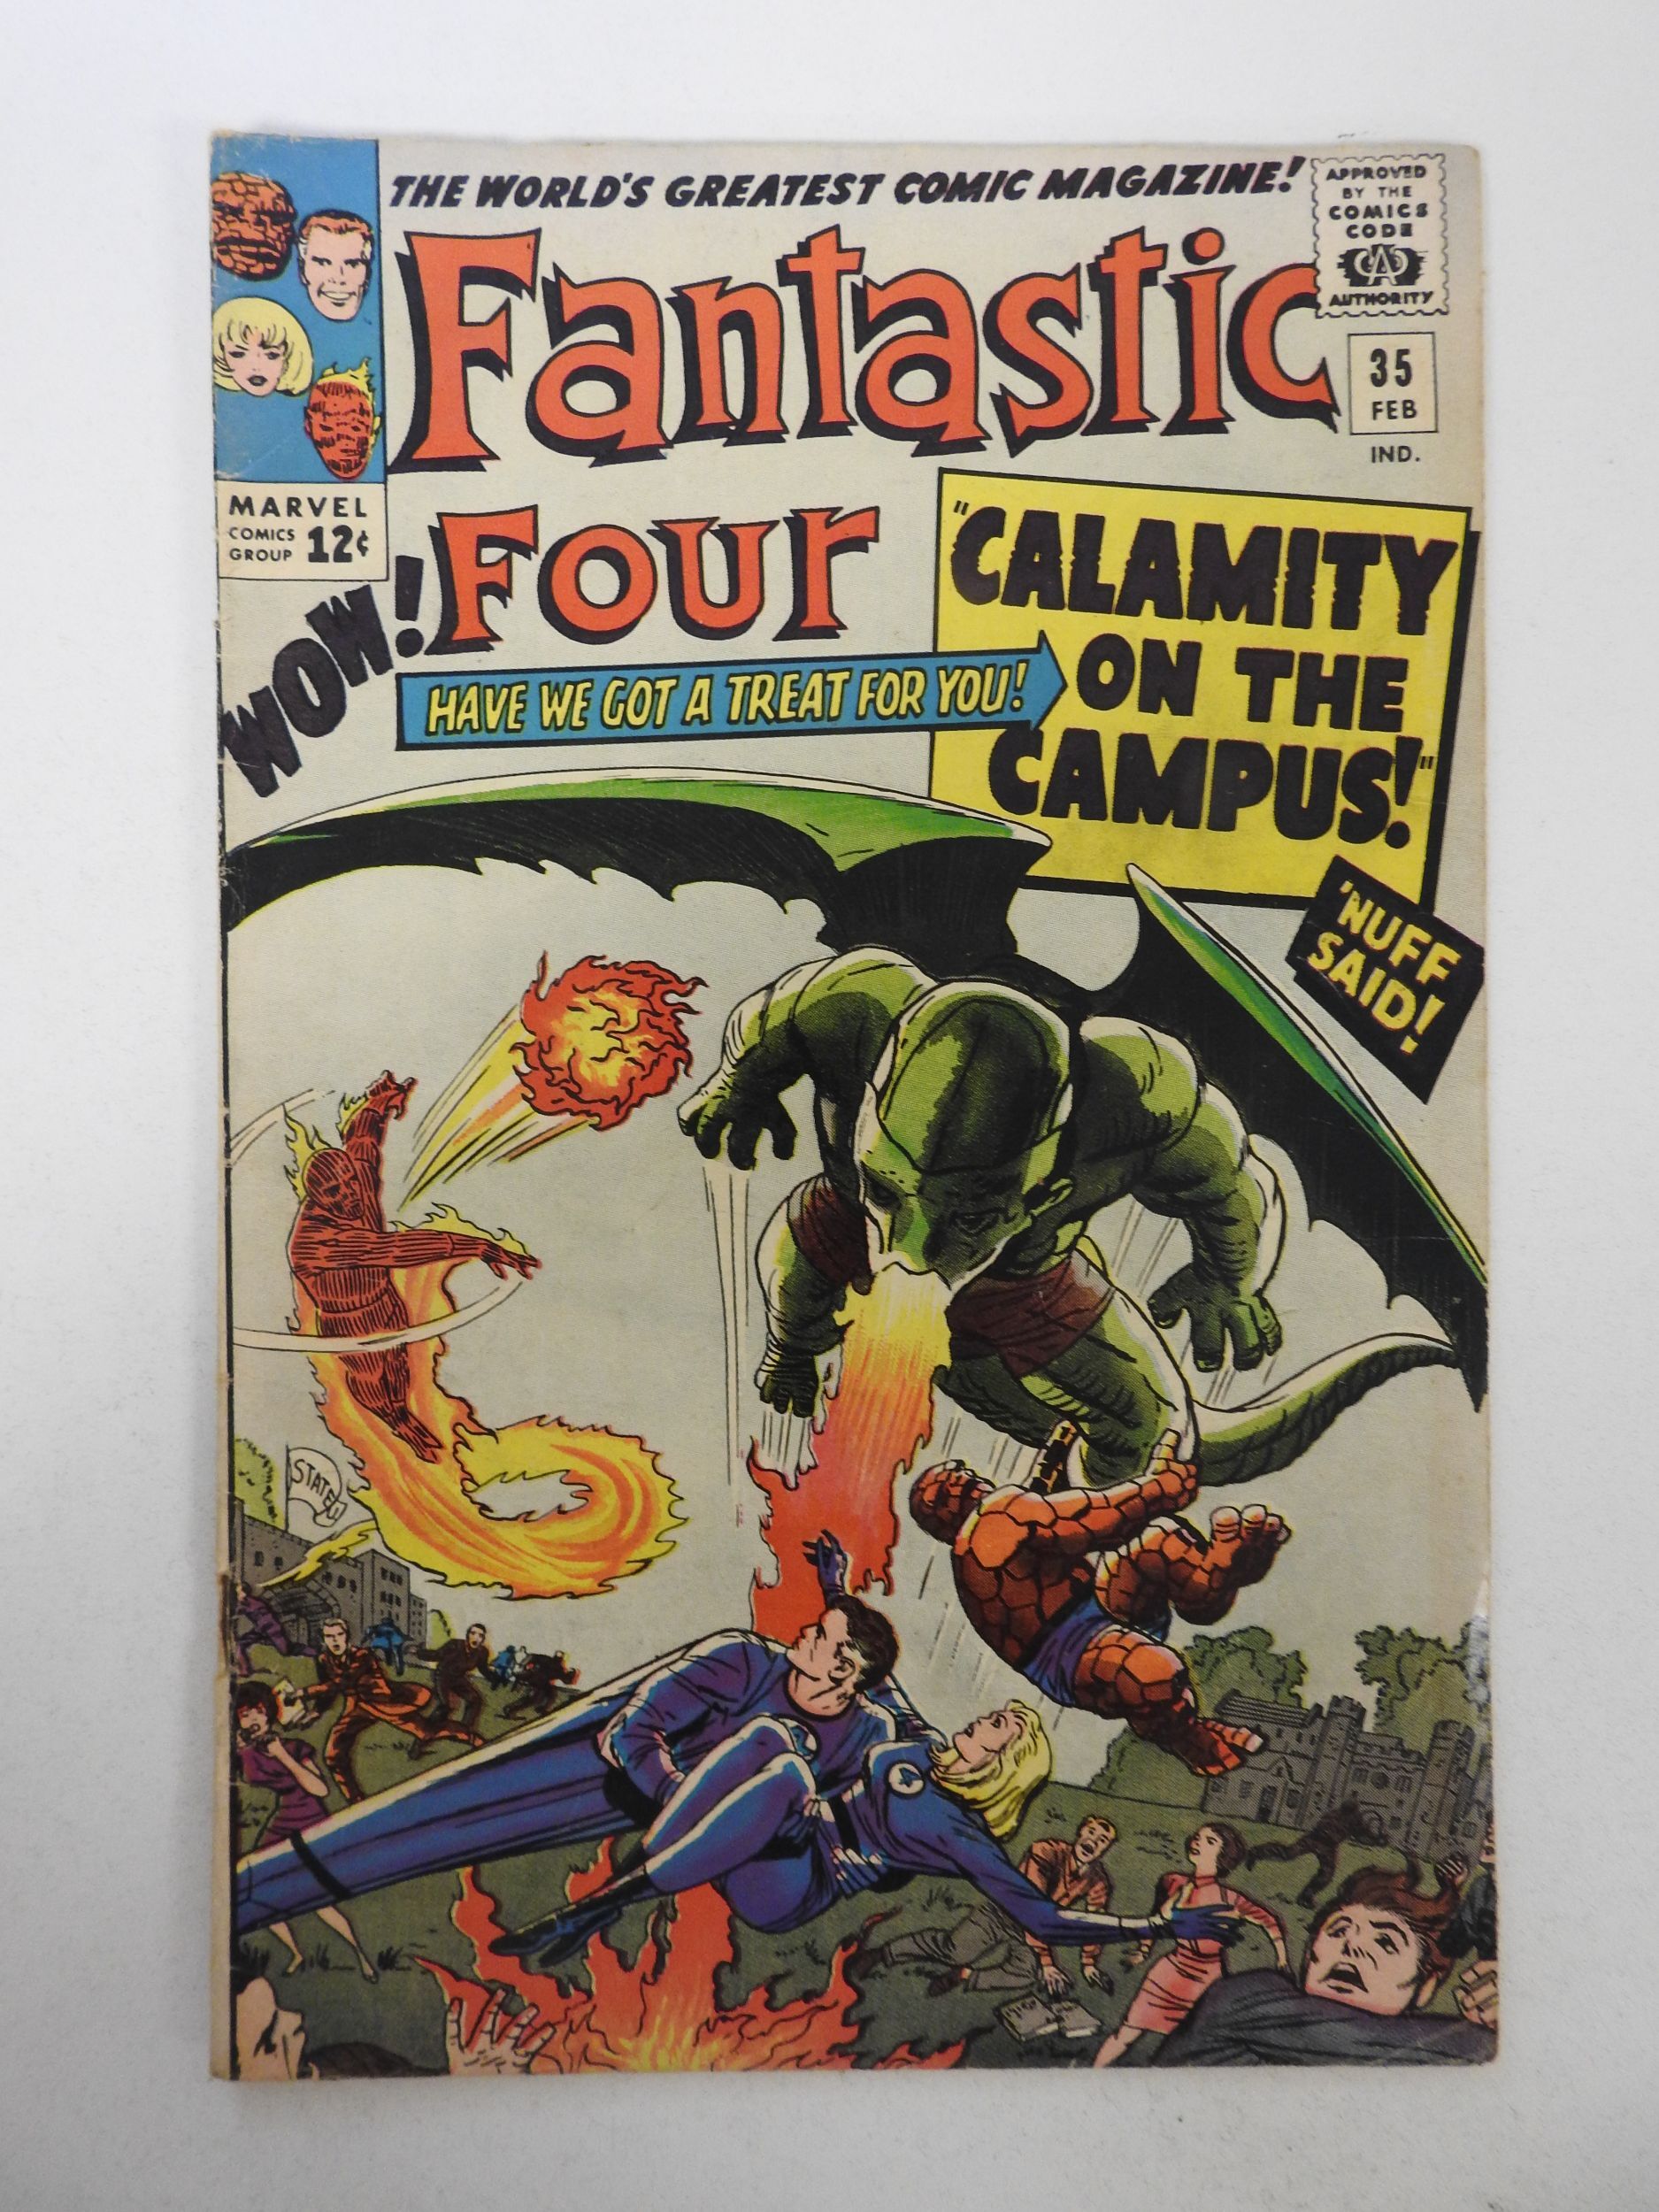 THE WORLD'S GREATEST COMIC MAGAZINE!
APPROVED
BY THE
COMICS
CODE
CA
AUTHORITY
Fantastic
35
FEB
IND.
MARVEL
COMICS
GROUP 12¢
Four
WOW!
HAVE WE GOT A TREAT FOR YOU!
"CALAMITY
ON THE
CAMPUS!"
'NUFF
SAID!
STATE U
4